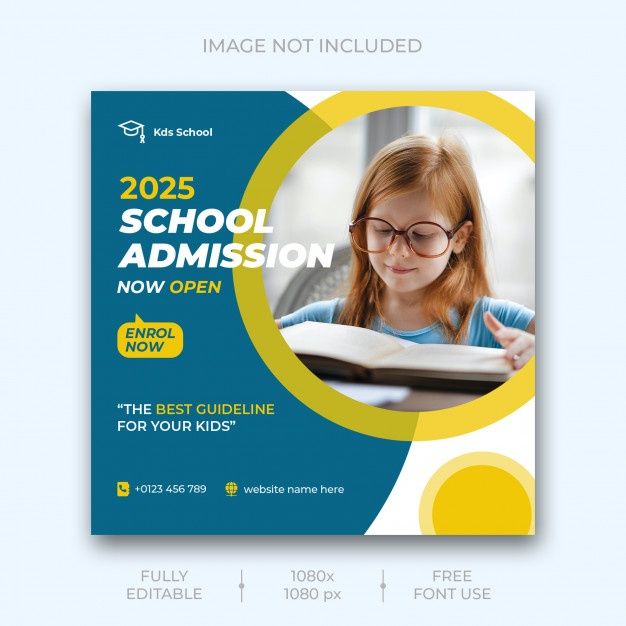 IMAGE NOT INCLUDED
Kds School
2025
SCHOOL
ADMISSION
NOW OPEN
ENROL
NOW
“THE BEST GUIDELINE
FOR YOUR KIDS”
+0123 456 789
website name here
FULLY
EDITABLE
1080x
1080 px
FREE
FONT USE